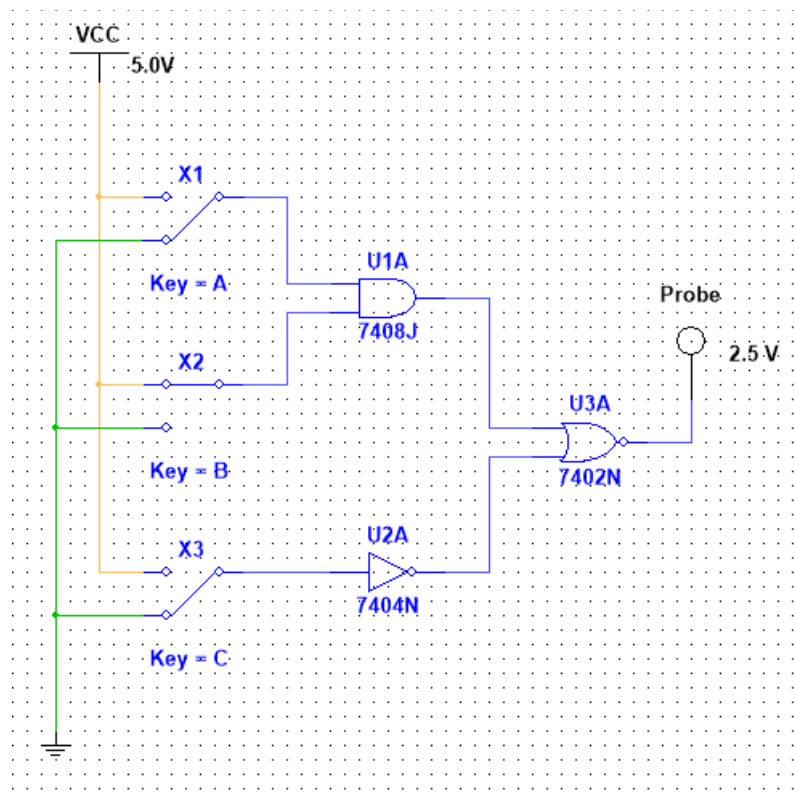 VCC
5.0V
X1
Key = A
U1A
7408J
Probe
2.5 V
X2
Key = B
U3A
7402N
X3
U2A
7404N
Key = C